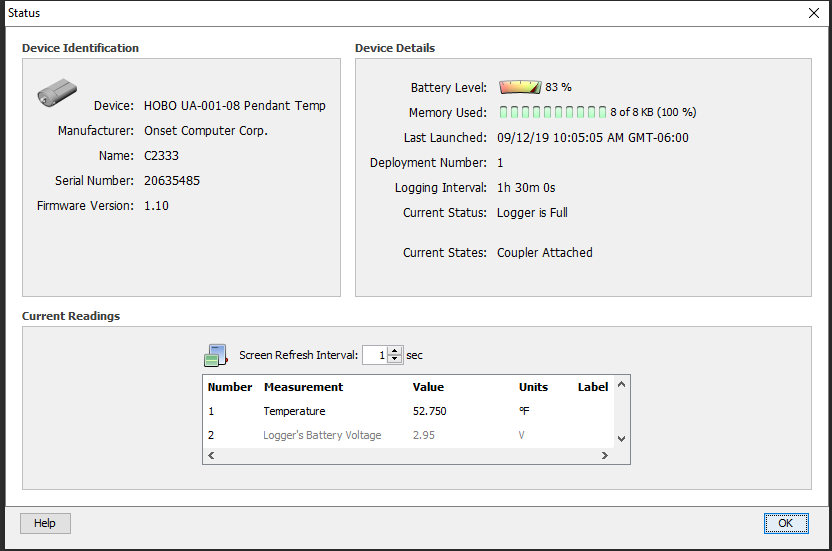 Status
Device Identification
Device: HOBO UA-001-08 Pendant Temp
Manufacturer: Onset Computer Corp.
Name: C2333
Serial Number: 20635485
Firmware Version: 1.10
Device Details
Battery Level: 83 %
Memory Used: 8 of 8 KB (100 %)
Last Launched: 09/12/19 10:05:05 AM GMT-06:00
Deployment Number: 1
Logging Interval: 1h 30m 0s
Current Status: Logger is Full
Current States: Coupler Attached
Current Readings
Screen Refresh Interval: 1 sec
Number Measurement Value Units Label
1 Temperature 52.750 °F
2 Logger's Battery Voltage 2.95 V
Help OK